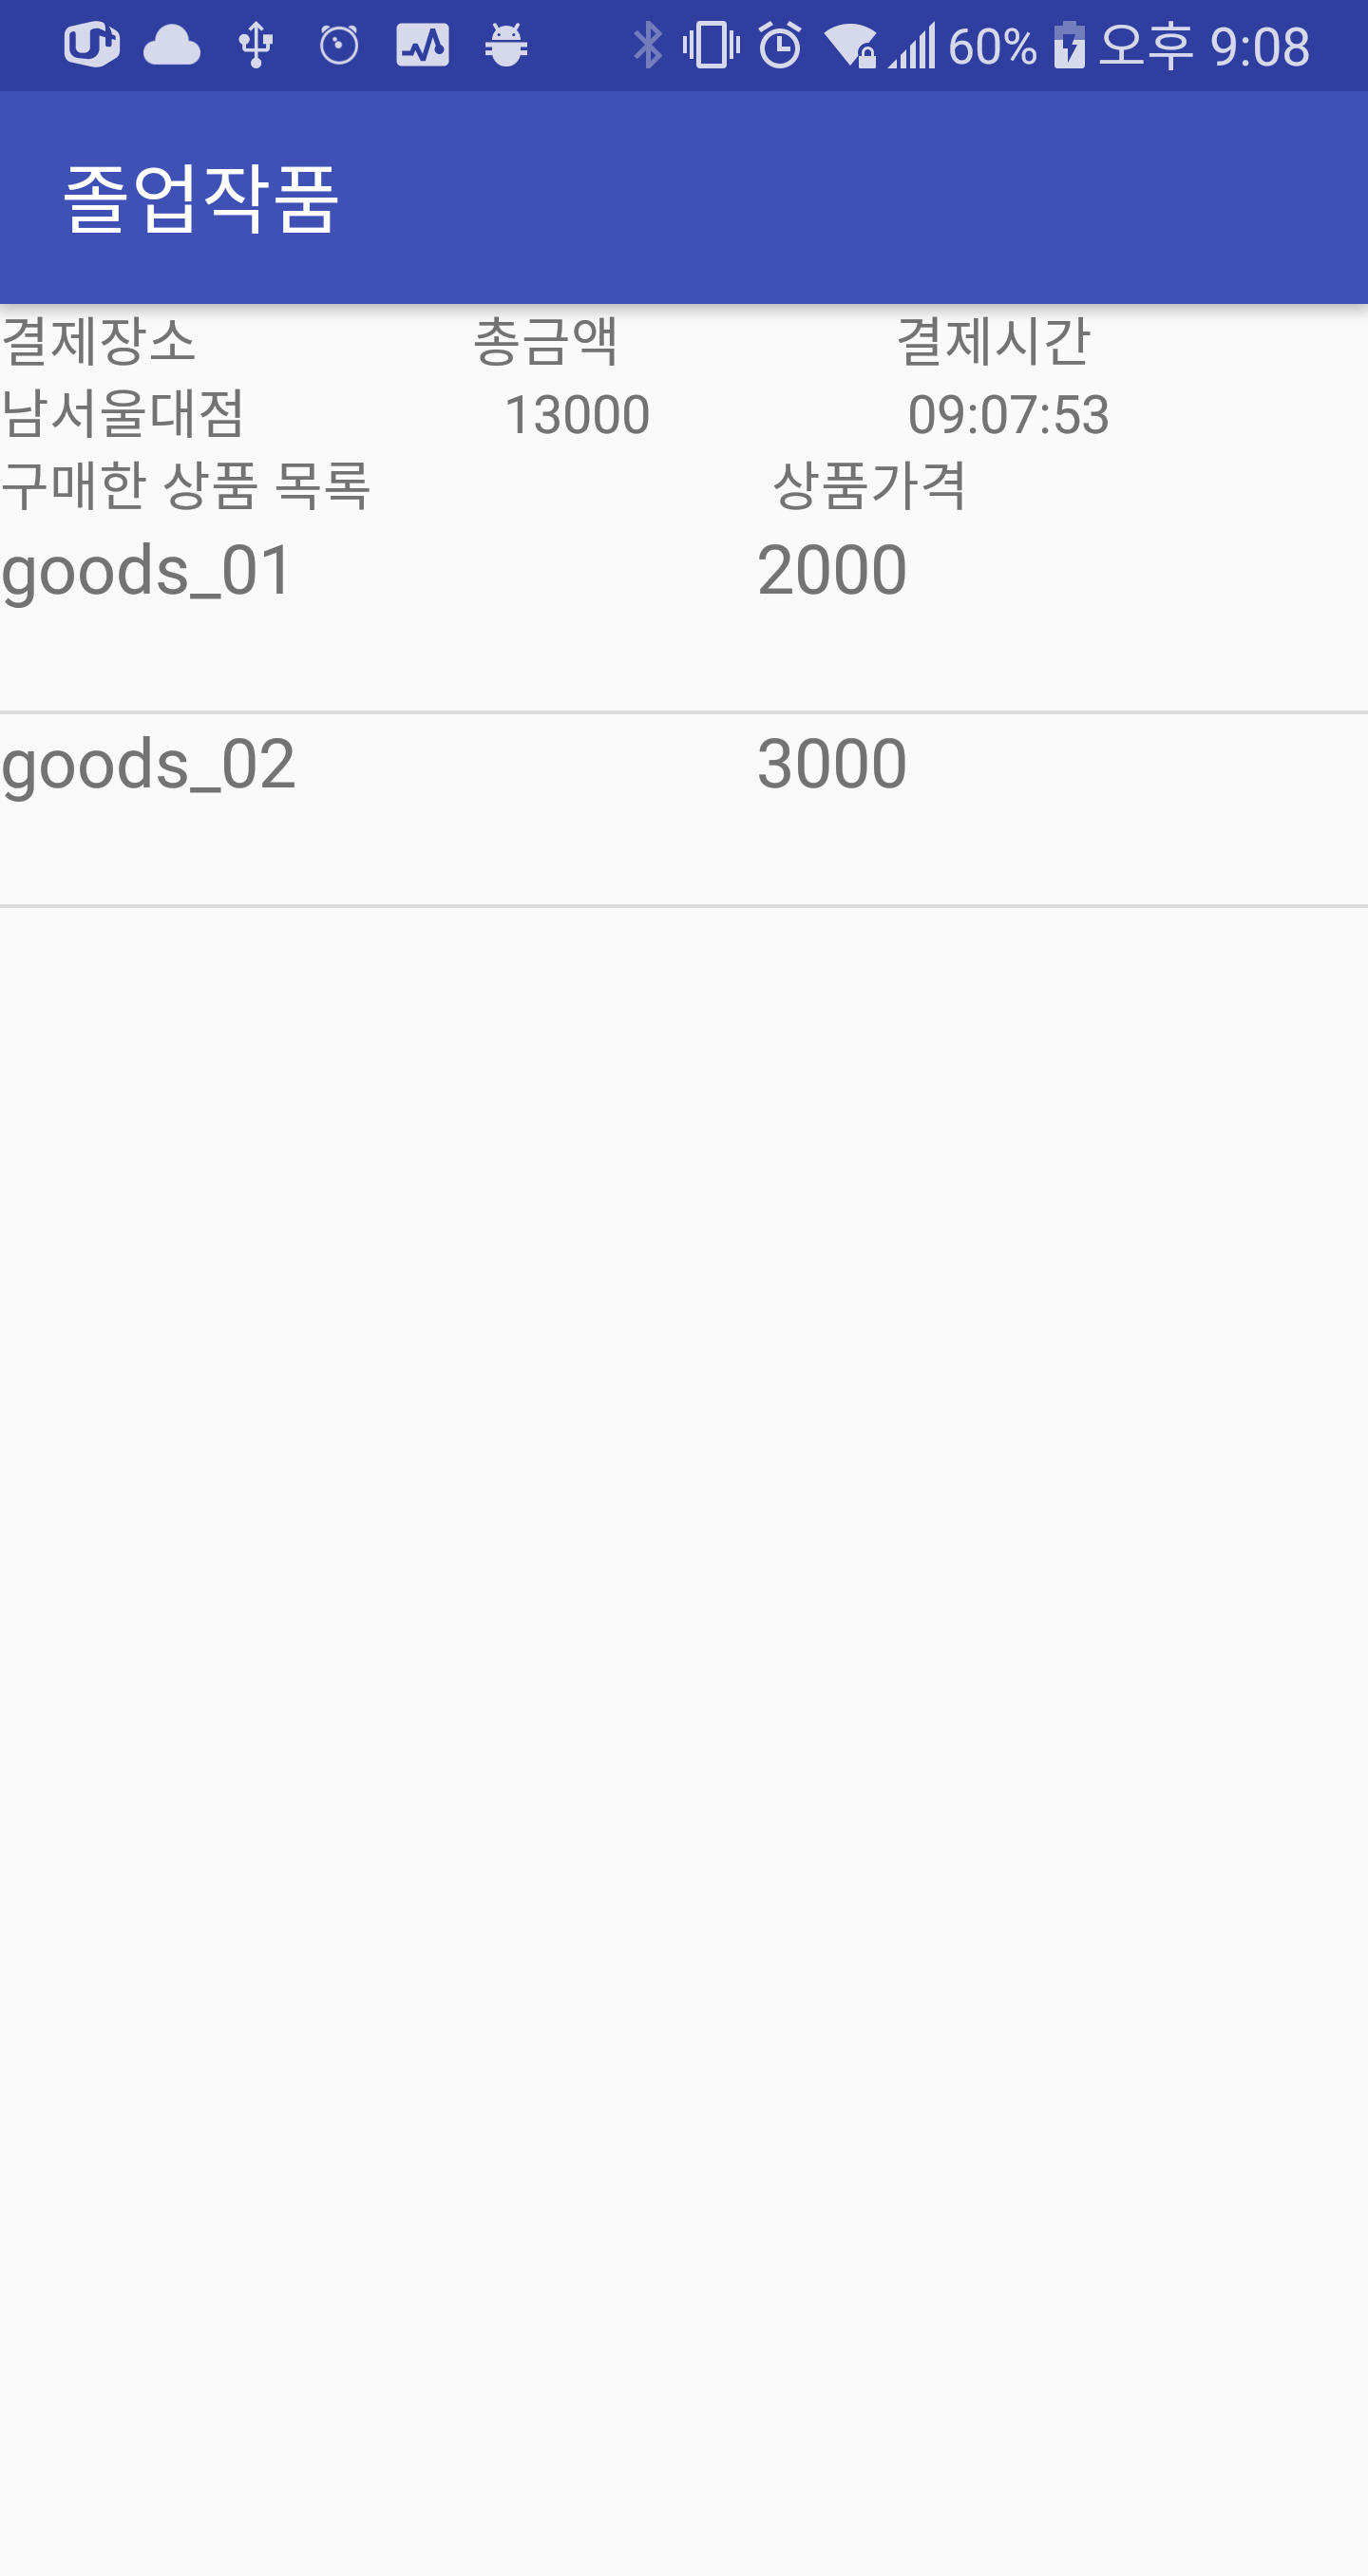 60% 오후 9:08
졸업작품
결제장소 총금액 결제시간
남서울대점 13000 09:07:53
구매한 상품 목록 상품가격
goods_01 2000
goods_02 3000